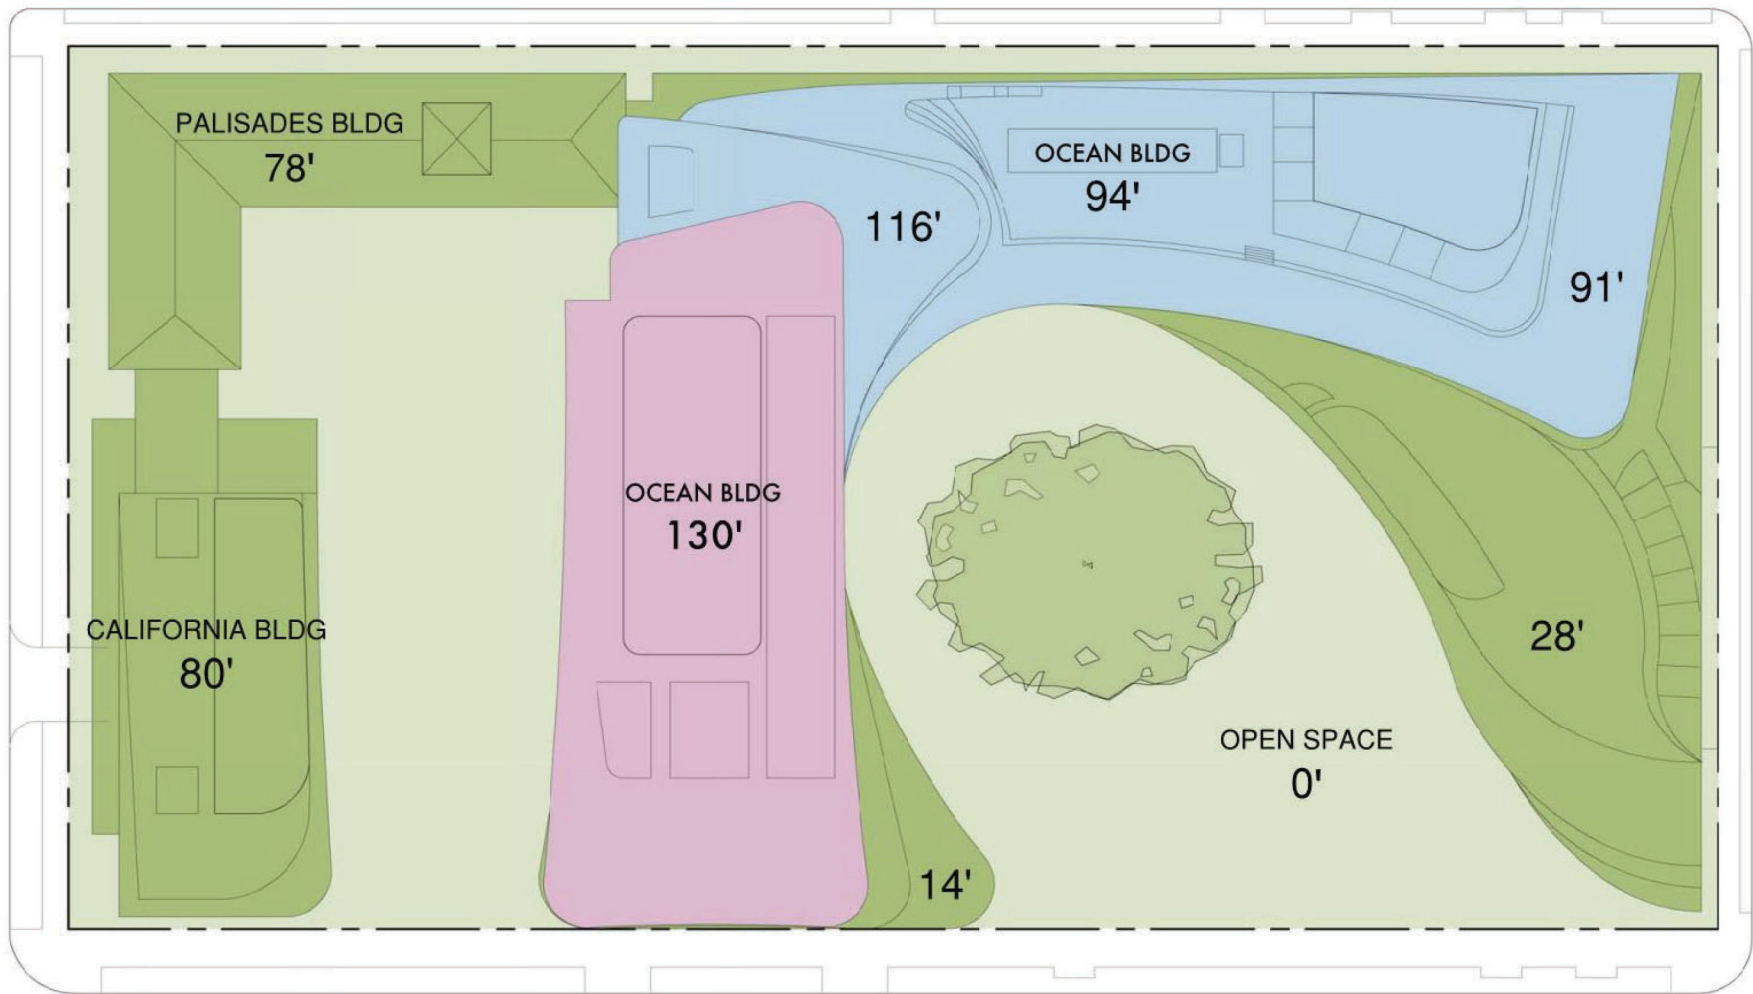 PALISADES BLDG
78'
OCEAN BLDG
94'
116'
91'
OCEAN BLDG
130'
CALIFORNIA BLDG
80'
28'
OPEN SPACE
0'
14'